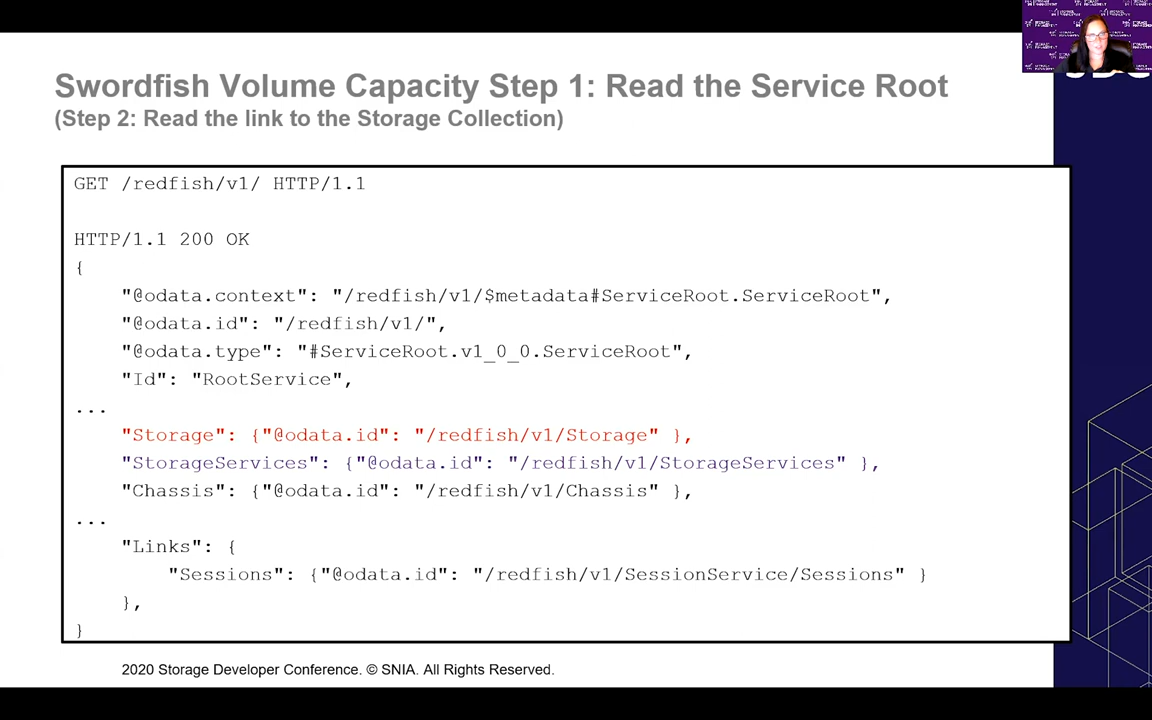 Swordfish Volume Capacity Step 1: Read the Service Root
(Step 2: Read the link to the Storage Collection)
GET /redfish/v1/ HTTP/1.1
HTTP/1.1 200 OK
{
"@odata.context": "/redfish/v1/$metadata#ServiceRoot.ServiceRoot",
"@odata.id": "/redfish/v1/",
"@odata.type": "#ServiceRoot.v1_0_0.ServiceRoot",
"Id": "RootService",
...
"Storage": {"@odata.id": "/redfish/v1/Storage" },
"StorageServices": {"@odata.id": "/redfish/v1/StorageServices" },
"Chassis": {"@odata.id": "/redfish/v1/Chassis" },
...
"Links": {
"Sessions": {"@odata.id": "/redfish/v1/SessionService/Sessions" }
},
}
2020 Storage Developer Conference. © SNIA. All Rights Reserved.